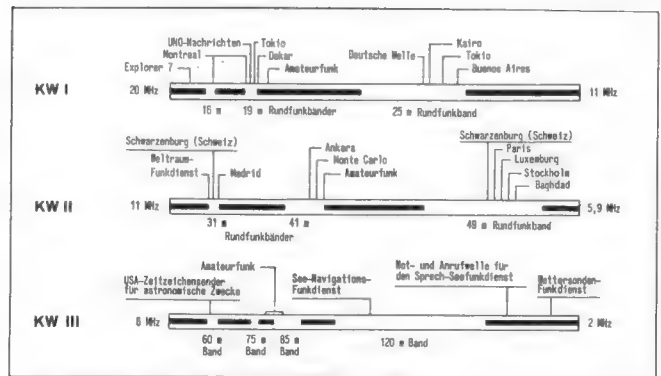 UNO-Nachrichten Tokio Kairo
Montreal Dakar Deutsche Welle Tokio
Explorer 7 Amateurfunk Buenos Aires
KW I 20 MHz 11 MHz
16 m 19 m Rundfunkbänder 25 m Rundfunkband
Schwarzenburg (Schweiz) Ankara Schwarzenburg (Schweiz)
Weltraum- Monte Carlo Paris
Funkdienst Madrid Amateurfunk Luxemburg
Stockholm
Baghdad
KW II 11 MHz 5,9 MHz
31 m 41 m 49 m Rundfunkband
Rundfunkbänder
Amateurfunk Not- und Anrufwelle für
USA-Zeitzeichensender See-Navigations- den Sprech-Seefunkdienst Wettersonden-
für astronomische Zwecke Funkdienst Funkdienst
KW III 6 MHz 2 MHz
60 m 75 m 85 m 120 m Band
Band Band Band